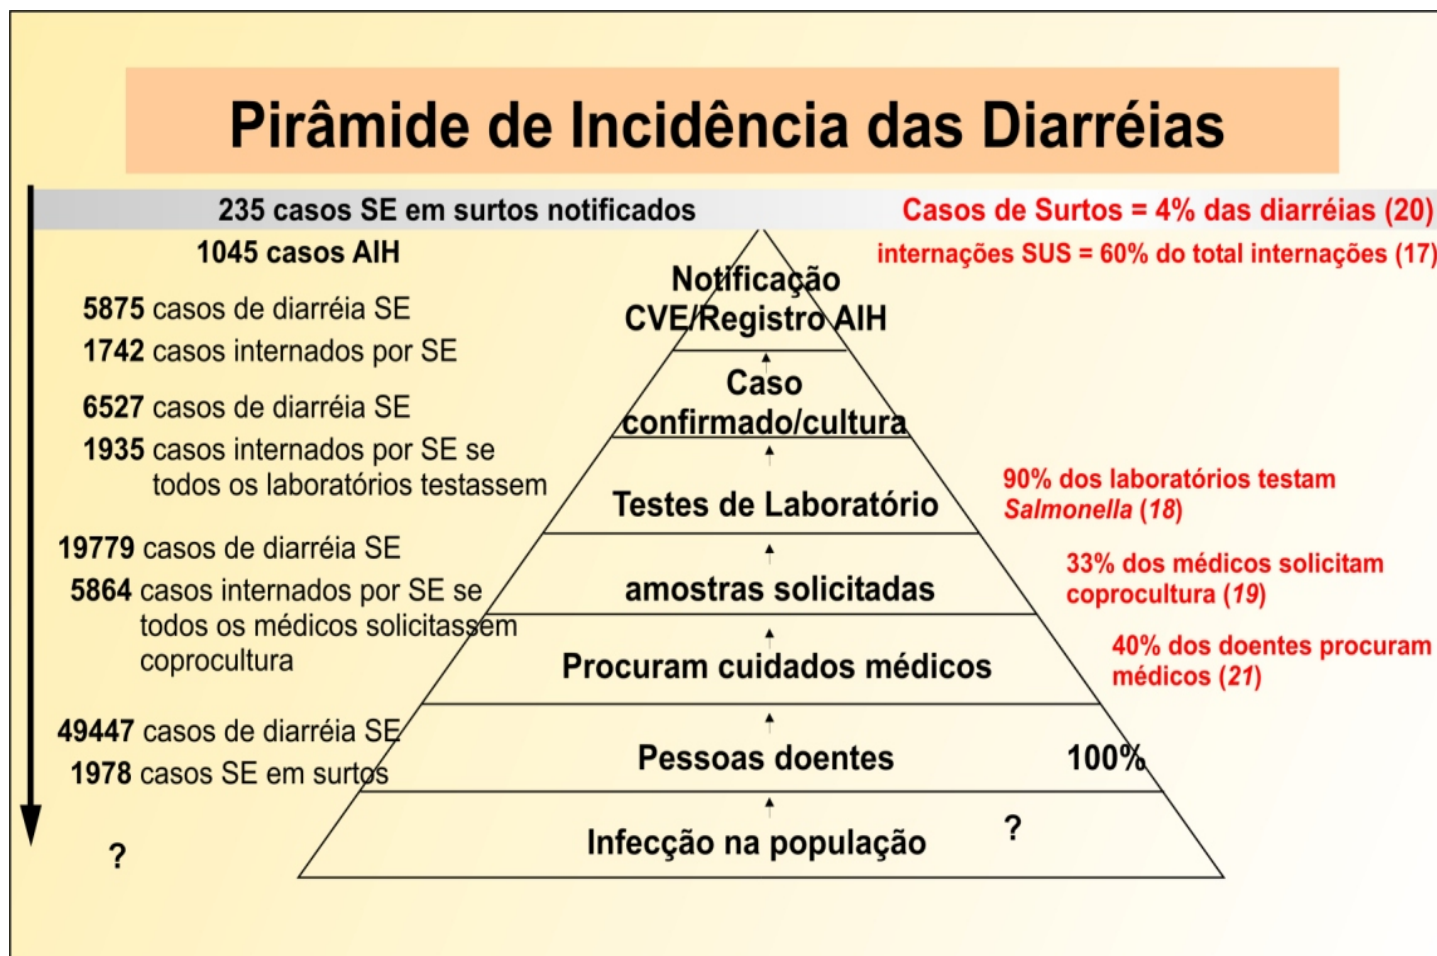 Pirâmide de Incidência das Diarréias
235 casos SE em surtos notificados
Casos de Surtos = 4% das diarréias (20)
1045 casos AIH
internações SUS = 60% do total internações (17)
Notificação
CVE/Registro AIH
5875 casos de diarréia SE
1742 casos internados por SE
Caso
confirmado/cultura
6527 casos de diarréia SE
1935 casos internados por SE se
todos os laboratórios testassem
Testes de Laboratório
90% dos laboratórios testam
Salmonella (18)
19779 casos de diarréia SE
5864 casos internados por SE se
todos os médicos solicitassem
coprocultura
amostras solicitadas
33% dos médicos solicitam
coprocultura (19)
Procuram cuidados médicos
40% dos doentes procuram
médicos (21)
49447 casos de diarréia SE
1978 casos SE em surtos
Pessoas doentes
100%
?
Infecção na população
?